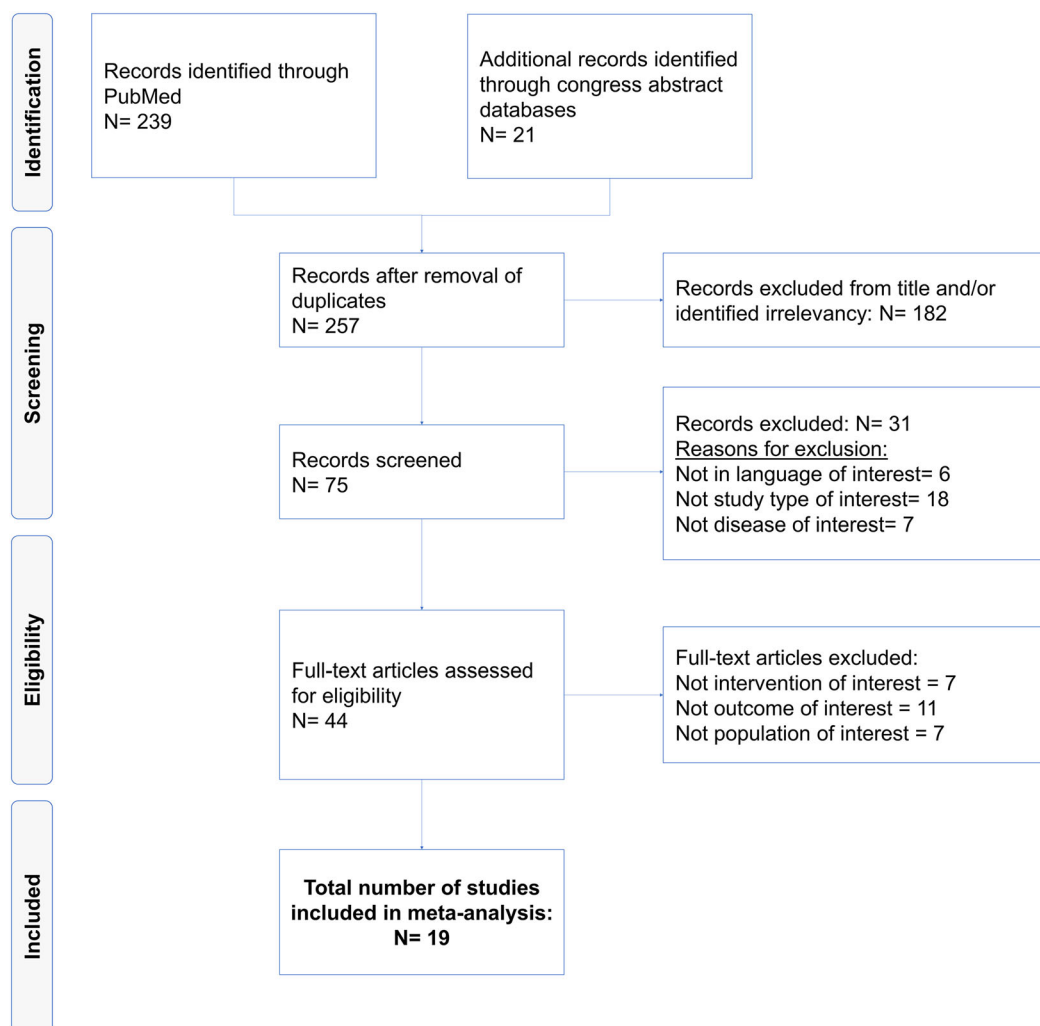 Identification
Records identified through
PubMed
N= 239
Additional records identified
through congress abstract
databases
N= 21
Screening
Records after removal of
duplicates
N= 257
Records excluded from title and/or
identified irrelevancy: N= 182
Records screened
N= 75
Records excluded: N= 31
Reasons for exclusion:
Not in language of interest= 6
Not study type of interest= 18
Not disease of interest= 7
Eligibility
Full-text articles assessed
for eligibility
N= 44
Full-text articles excluded:
Not intervention of interest = 7
Not outcome of interest = 11
Not population of interest = 7
Included
Total number of studies
included in meta-analysis:
N= 19